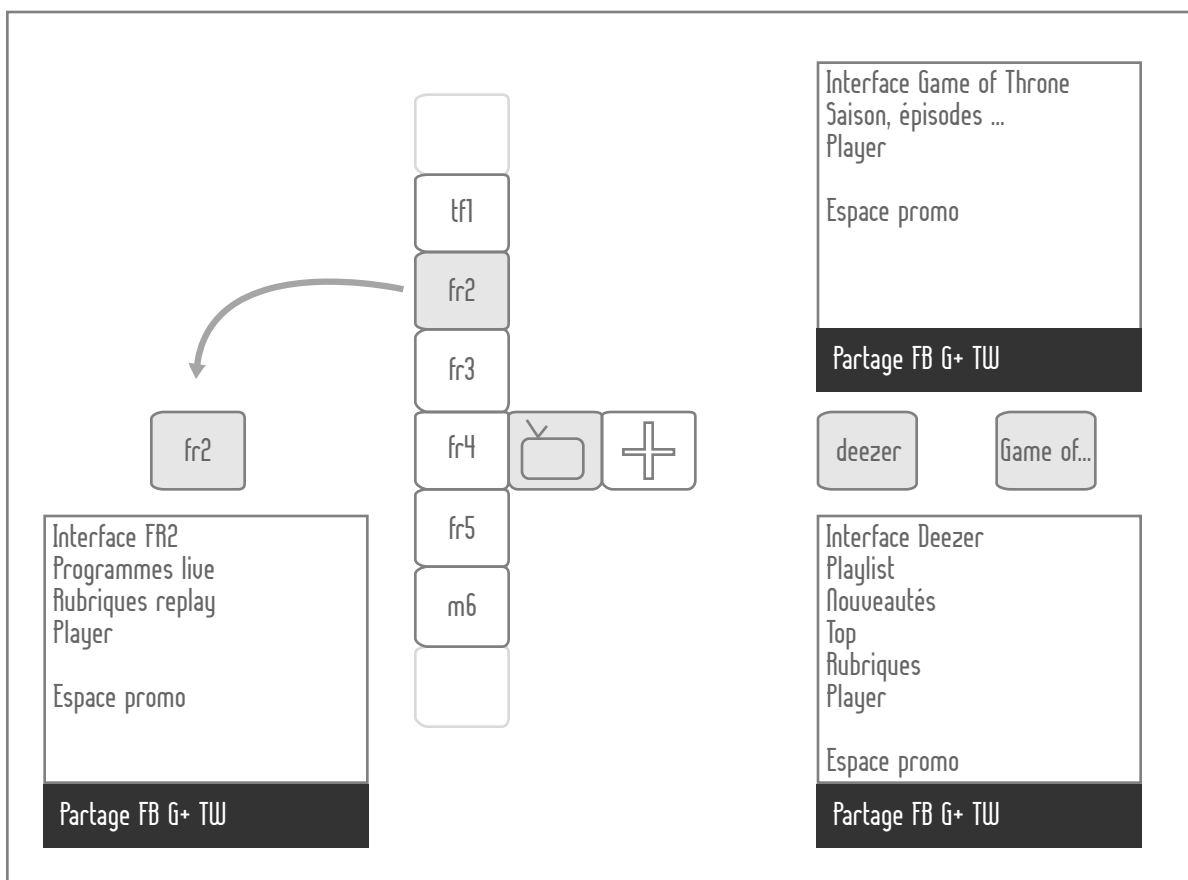 Interface Game of Throne
Saison, épisodes ...
Player
Espace promo
Partage FB G+ TW
tf1
fr2
fr3
fr4
fr5
m6
fr2
deezer
Game of...
Interface FR2
Programmes live
Rubriques replay
Player
Espace promo
Partage FB G+ TW
Interface Deezer
Playlist
Nouveautés
Top
Rubriques
Player
Espace promo
Partage FB G+ TW